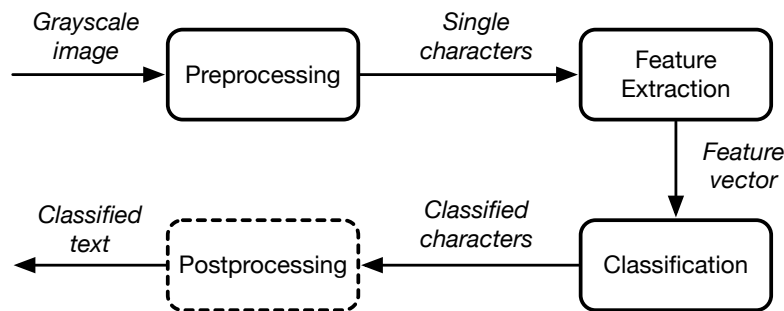 Grayscale
image
Preprocessing
Single
characters
Feature
Extraction
Feature
vector
Classification
Classified
characters
Postprocessing
Classified
text